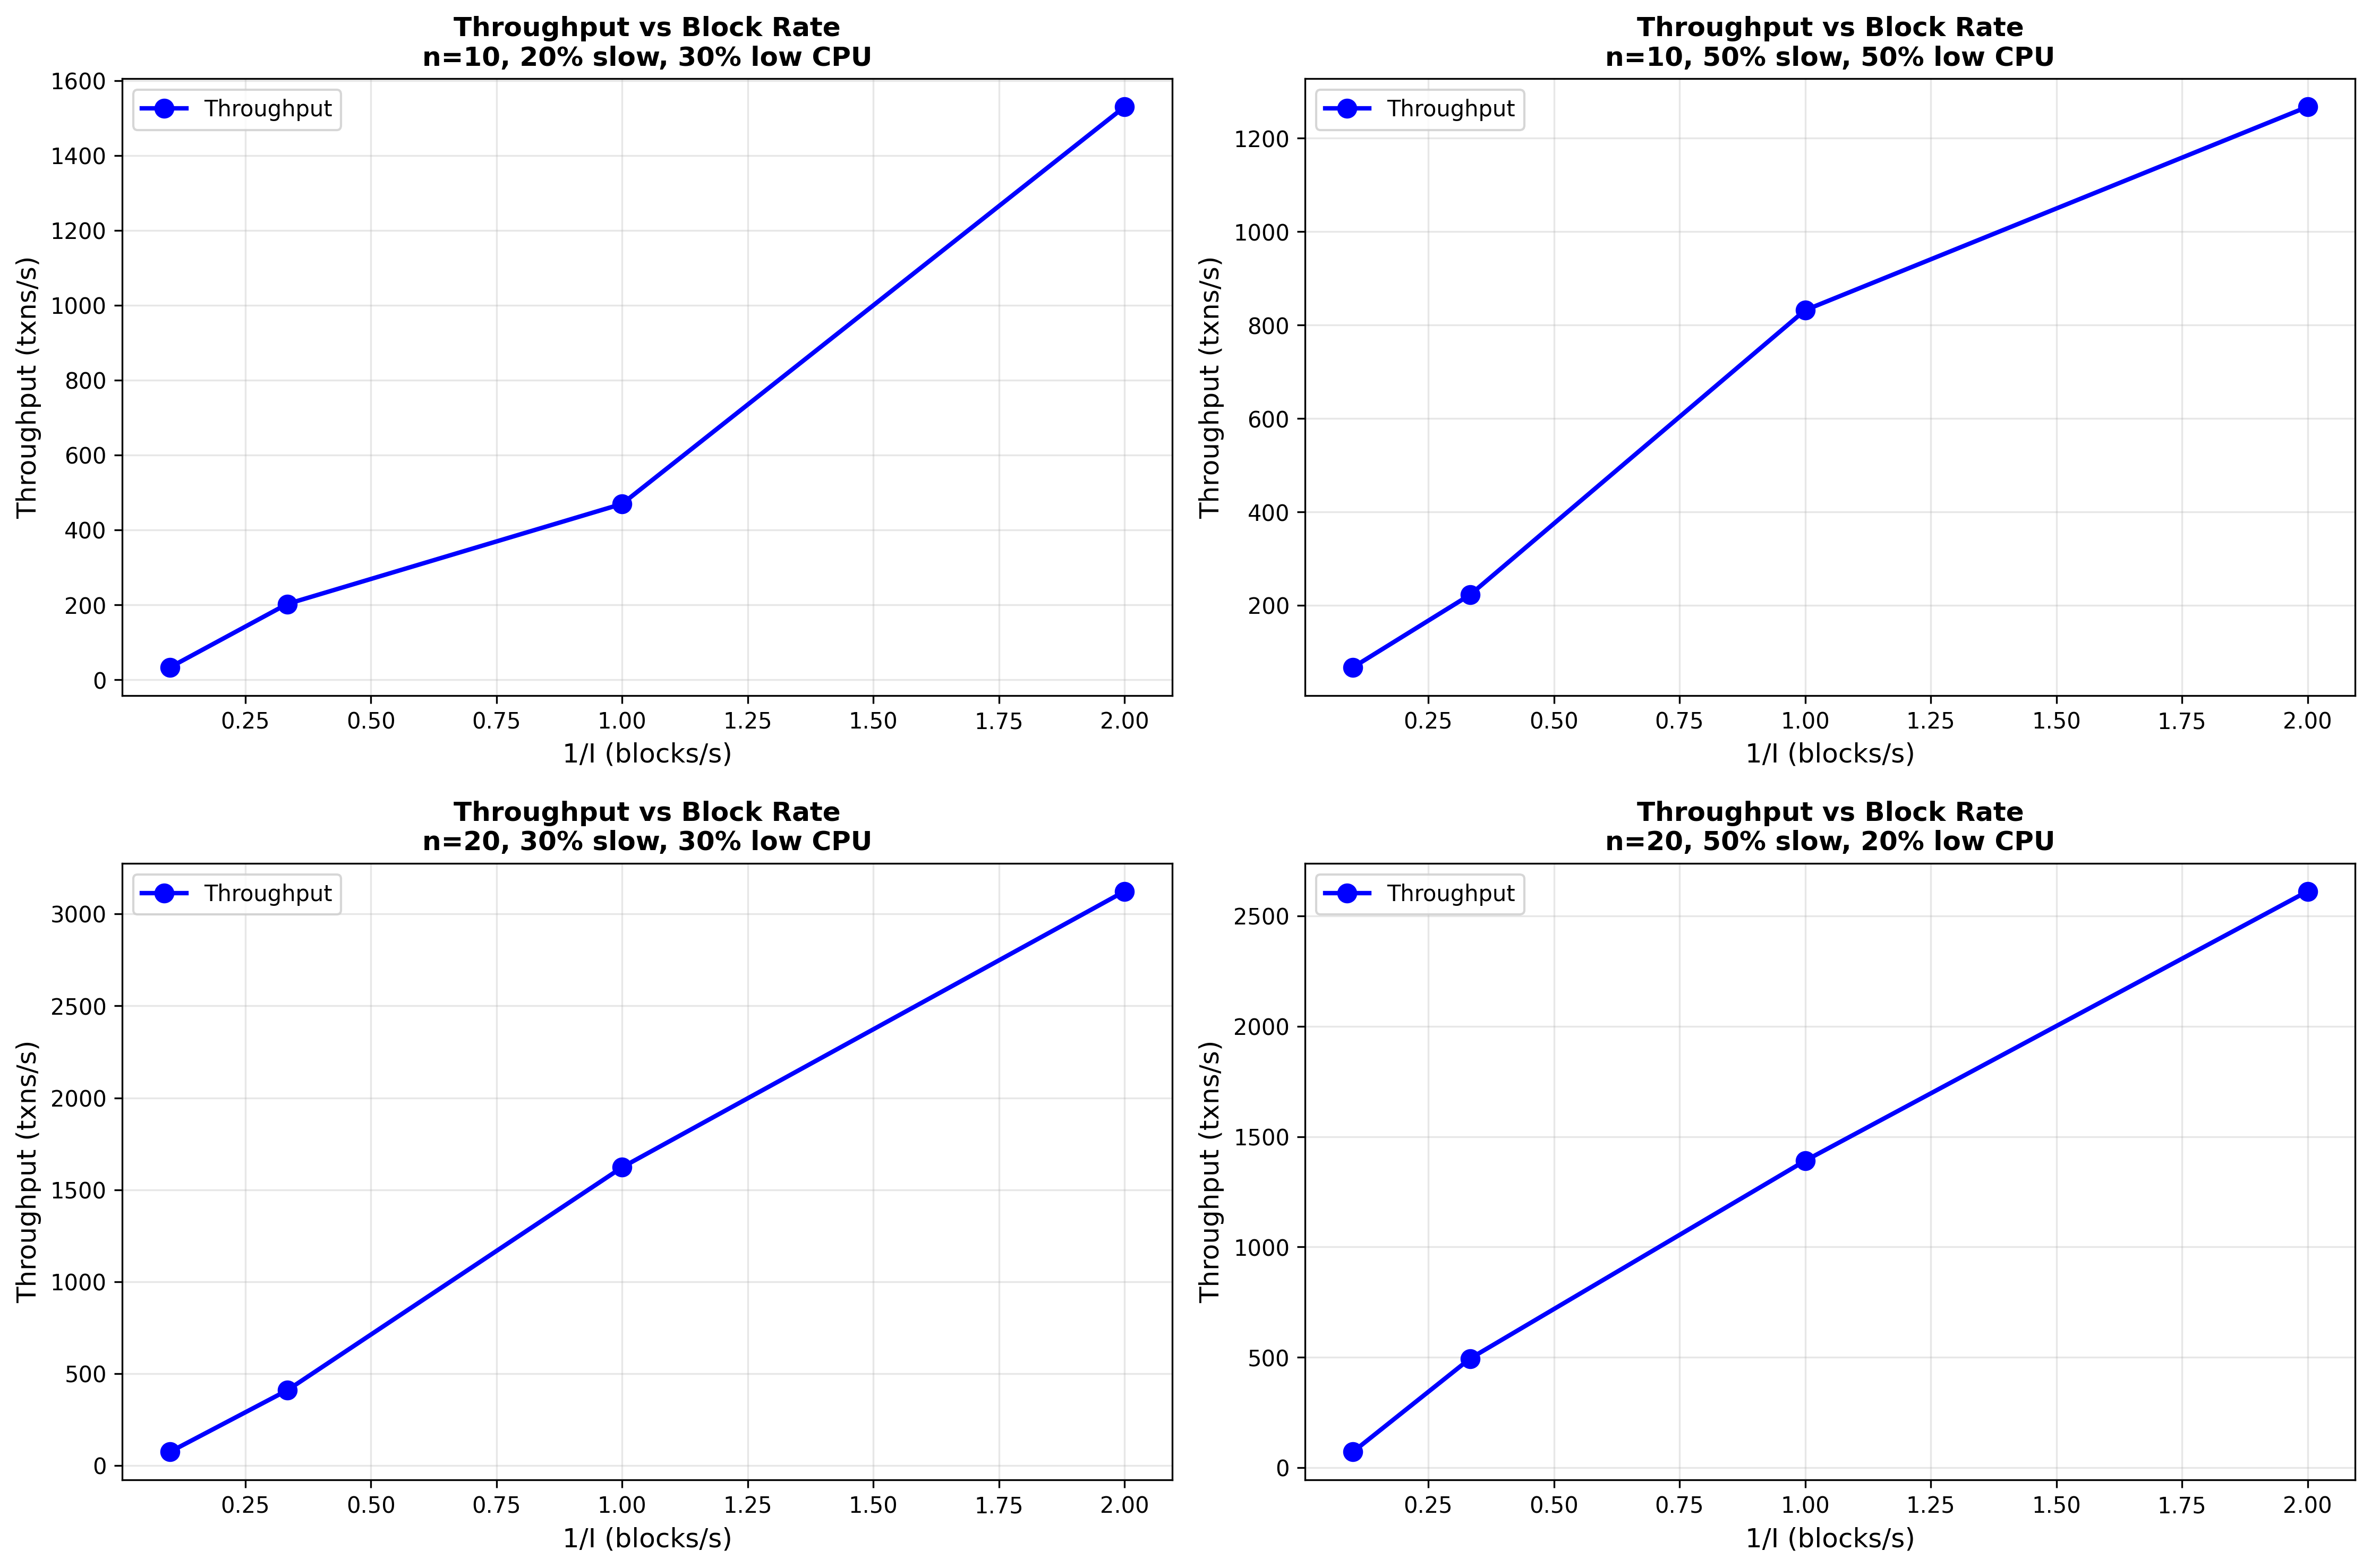 Throughput vs Block Rate
n=10, 20% slow, 30% low CPU
Throughput
1600
1400
1200
1000
800
600
400
200
0
Throughput (txns/s)
0.25 0.50 0.75 1.00 1.25 1.50 1.75 2.00
1/I (blocks/s)
Throughput vs Block Rate
n=10, 50% slow, 50% low CPU
Throughput
1200
1000
800
600
400
200
Throughput (txns/s)
0.25 0.50 0.75 1.00 1.25 1.50 1.75 2.00
1/I (blocks/s)
Throughput vs Block Rate
n=20, 30% slow, 30% low CPU
Throughput
3000
2500
2000
1500
1000
500
0
Throughput (txns/s)
0.25 0.50 0.75 1.00 1.25 1.50 1.75 2.00
1/I (blocks/s)
Throughput vs Block Rate
n=20, 50% slow, 20% low CPU
Throughput
2500
2000
1500
1000
500
0
Throughput (txns/s)
0.25 0.50 0.75 1.00 1.25 1.50 1.75 2.00
1/I (blocks/s)